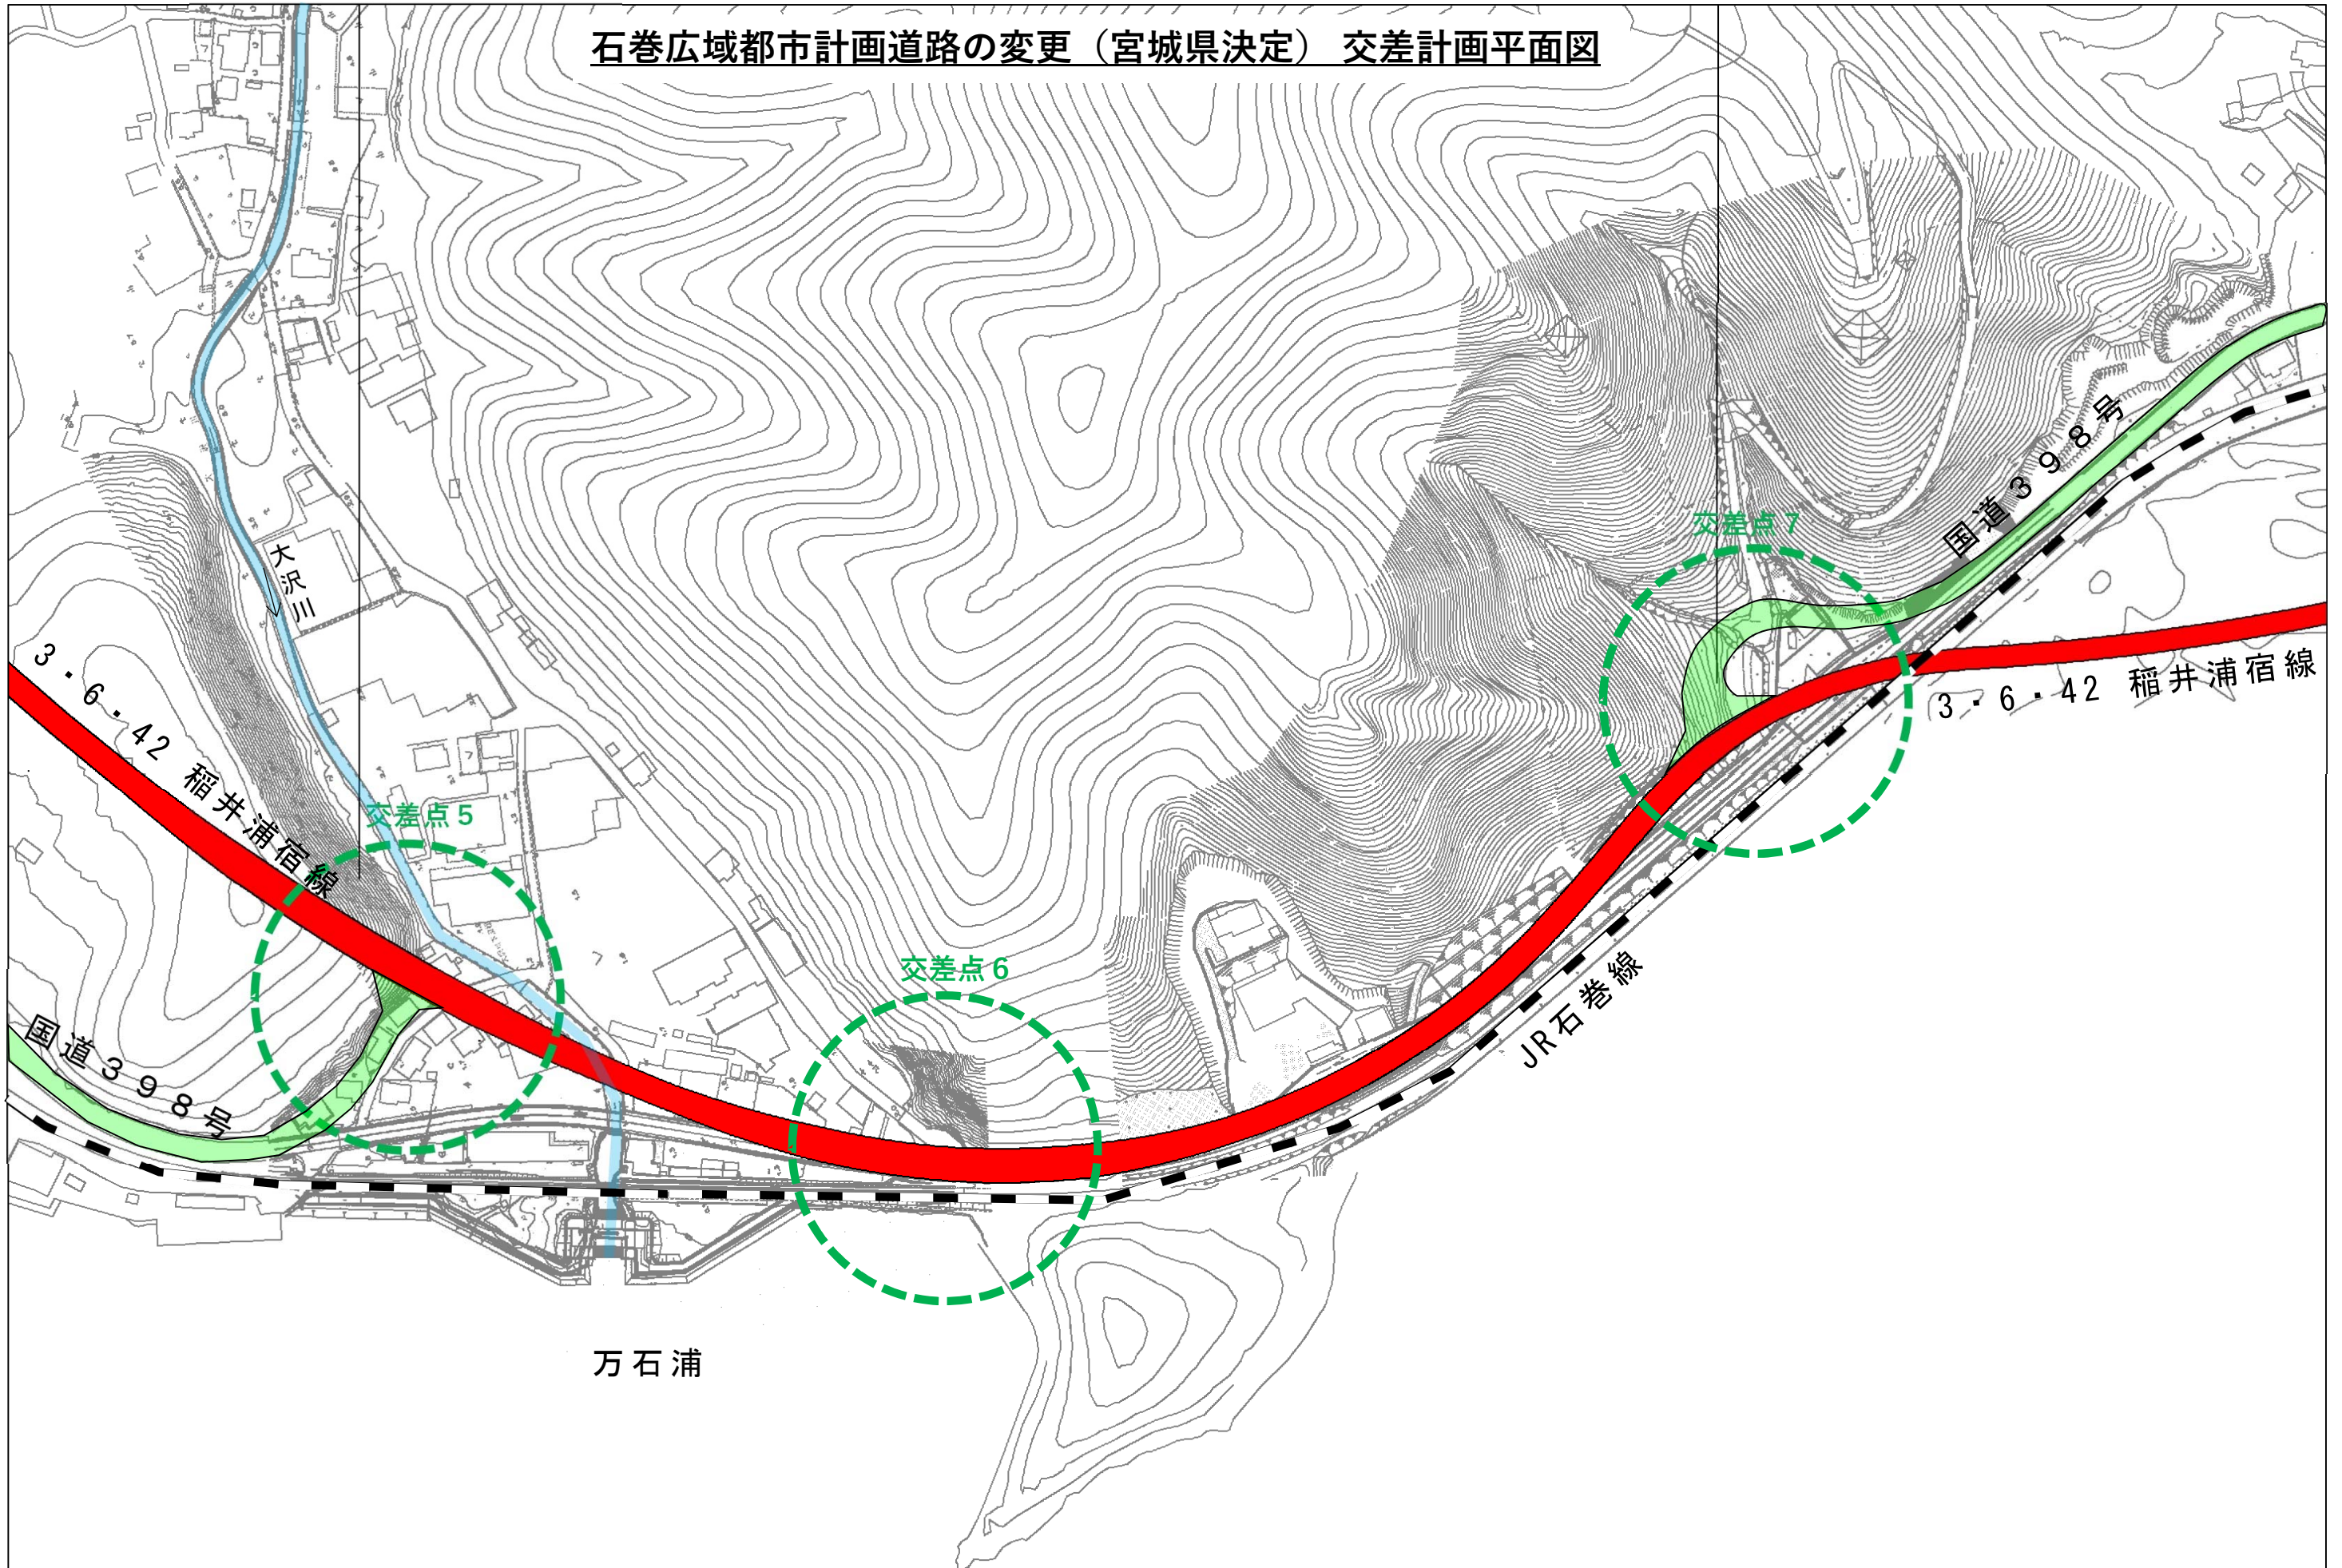 石巻広域都市計画道路の変更（宮城県決定） 交差計画平面図
国道３９８号
交差点７
大沢川
3・6・42 稲井浦宿線
3・6・42 稲井浦宿線
交差点５
交差点６
JR石巻線
国道３９８号
万石浦